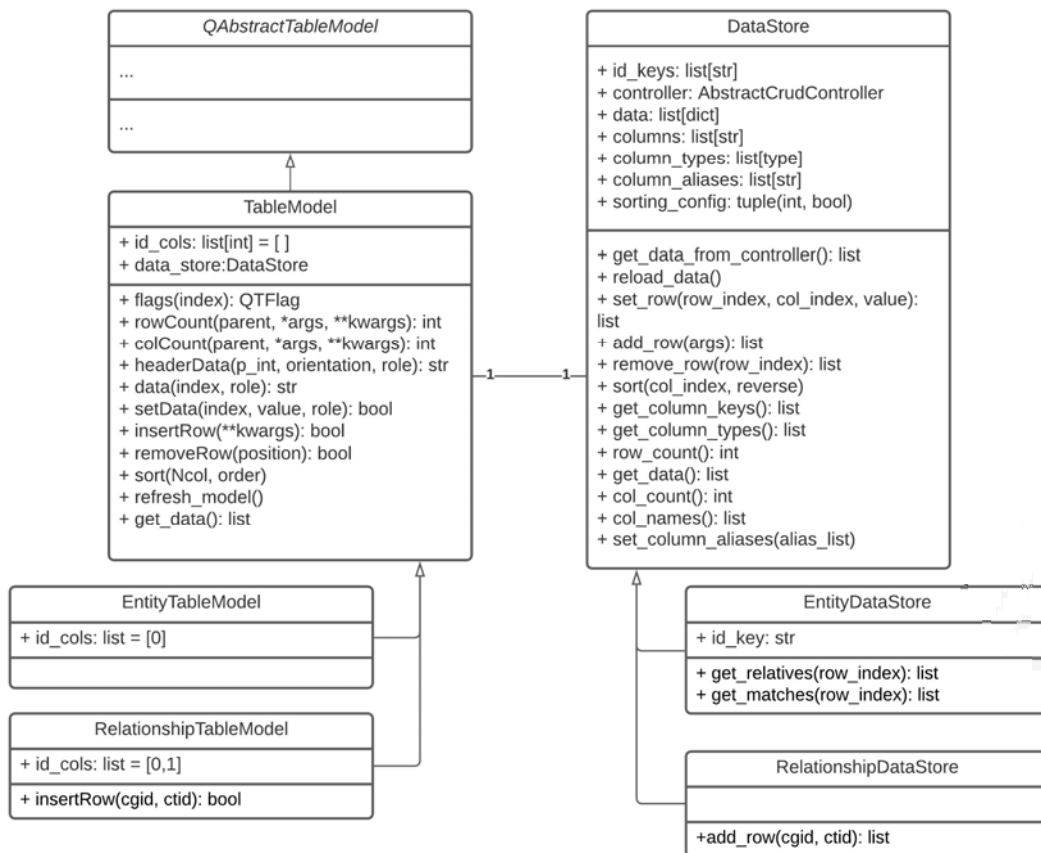 QAbstractTableModel
...
...
TableModel
+ id_cols: list[int] = [ ]
+ data_store:DataStore
+ flags(index): QTFlag
+ rowCount(parent, *args, **kwargs): int
+ colCount(parent, *args, **kwargs): int
+ headerData(p_int, orientation, role): str
+ data(index, role): str
+ setData(index, value, role): bool
+ insertRow(**kwargs): bool
+ removeRow(position): bool
+ sort(Ncol, order)
+ refresh_model()
+ get_data(): list
EntityTableModel
+ id_cols: list = [0]
RelationshipTableModel
+ id_cols: list = [0,1]
+ insertRow(cgid, ctid): bool
1
1
DataStore
+ id_keys: list[str]
+ controller: AbstractCrudController
+ data: list[dict]
+ columns: list[str]
+ column_types: list[type]
+ column_aliases: list[str]
+ sorting_config: tuple(int, bool)
+ get_data_from_controller(): list
+ reload_data()
+ set_row(row_index, col_index, value):
list
+ add_row(args): list
+ remove_row(row_index): list
+ sort(col_index, reverse)
+ get_column_keys(): list
+ get_column_types(): list
+ row_count(): int
+ get_data(): list
+ col_count(): int
+ col_names(): list
+ set_column_aliases(alias_list)
EntityDataStore
+ id_key: str
+ get_relatives(row_index): list
+ get_matches(row_index): list
RelationshipDataStore
+add_row(cgid, ctid): list